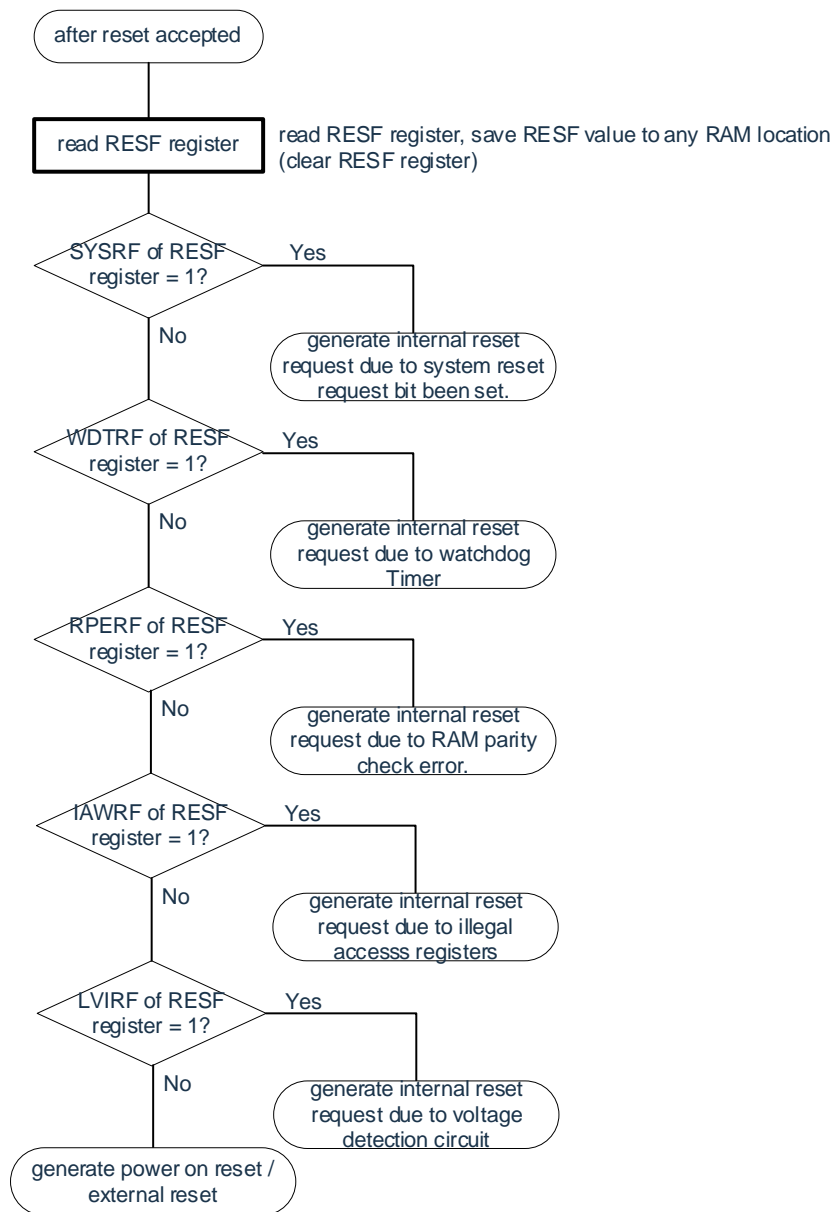 after reset accepted
read RESF register
read RESF register, save RESF value to any RAM location
(clear RESF register)
SYSRF of RESF
register = 1?
Yes
No
generate internal reset
request due to system reset
request bit been set.
WDTRF of RESF
register = 1?
Yes
No
generate internal reset
request due to watchdog
Timer
RPERF of RESF
register = 1?
Yes
No
generate internal reset
request due to RAM parity
check error.
IAWRF of RESF
register = 1?
Yes
No
generate internal reset
request due to illegal
accesss registers
LVIRF of RESF
register = 1?
Yes
No
generate internal reset
request due to voltage
detection circuit
generate power on reset /
external reset